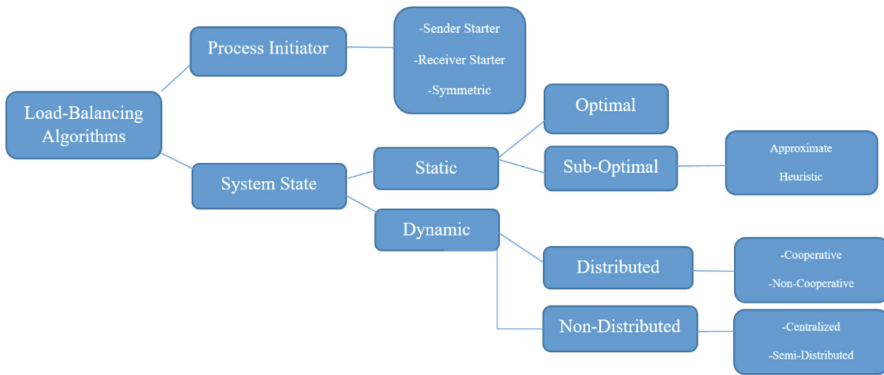 Load-Balancing
Algorithms
Process Initiator
-Sender Starter
-Receiver Starter
-Symmetric
System State
Static
Optimal
Sub-Optimal
Approximate
Heuristic
Dynamic
Distributed
-Cooperative
-Non-Cooperative
Non-Distributed
-Centralized
-Semi-Distributed